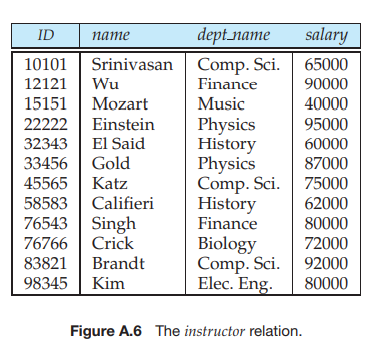 ID name dept_name salary
10101 Srinivasan Comp. Sci. 65000
12121 Wu Finance 90000
15151 Mozart Music 40000
22222 Einstein Physics 95000
32343 El Said History 60000
33456 Gold Physics 87000
45565 Katz Comp. Sci. 75000
58583 Califieri History 62000
76543 Singh Finance 80000
76766 Crick Biology 72000
83821 Brandt Comp. Sci. 92000
98345 Kim Elec. Eng. 80000
Figure A.6 The instructor relation.